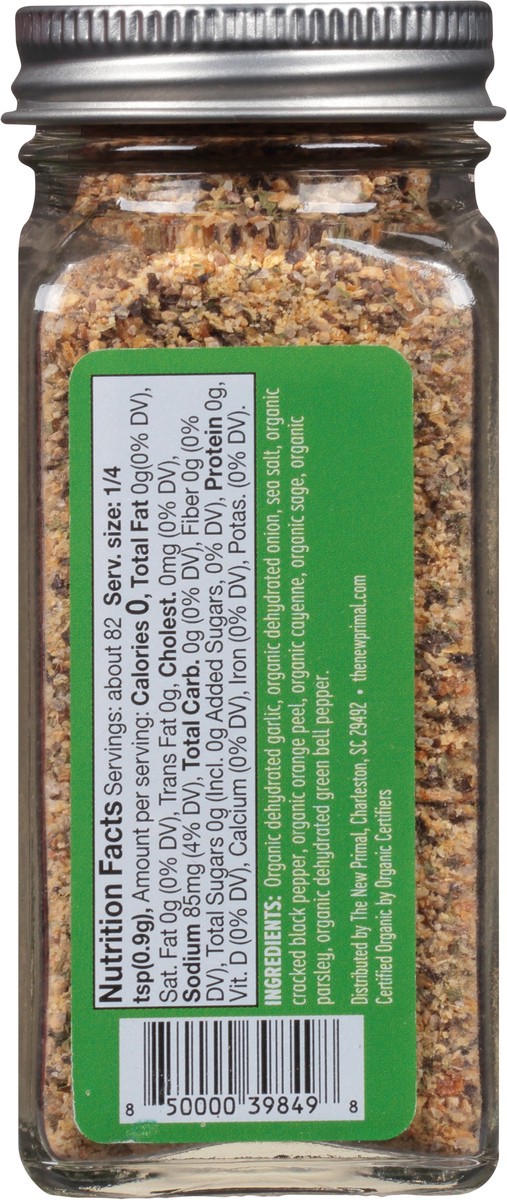 Nutrition Facts Servings: about 82 Serv. size: 1/4
tsp(0.9g), Amount per serving: Calories 0, Total Fat 0g(0% DV),
Sat. Fat 0g (0% DV), Trans Fat 0g, Cholest. 0mg (0% DV),
Sodium 85mg (4% DV), Total Carb. 0g (0% DV), Fiber 0g (0%
DV), Total Sugars 0g (Incl. 0g Added Sugars, 0% DV), Protein 0g,
Vit. D (0% DV), Calcium (0% DV), Iron (0% DV), Potas. (0% DV).
INGREDIENTS: Organic dehydrated garlic, organic dehydrated onion, sea salt, organic
cracked black pepper, organic orange peel, organic cayenne, organic sage, organic
parsley, organic dehydrated green bell pepper.
Distributed by The New Primal, Charleston, SC 29492 • thenewprimal.com
Certified Organic by Organic Certifiers
8 50000 39849 8